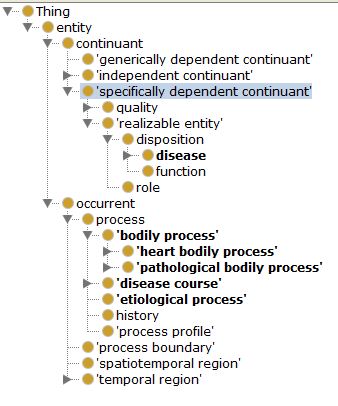 Thing
entity
continuant
'generically dependent continuant'
'independent continuant'
'specifically dependent continuant'
quality
'realizable entity'
disposition
disease
function
role
occurrent
process
'bodily process'
'heart bodily process'
'pathological bodily process'
'disease course'
'etiological process'
history
'process profile'
'process boundary'
'spatiotemporal region'
'temporal region'